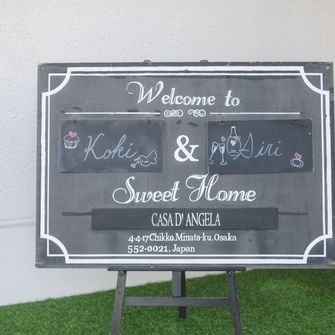 Welcome to
Koki & Airi
Sweet Home
CASA D' ANGELA
4-4-17 Chikko, Minato-ku, Osaka
552-0021, Japan